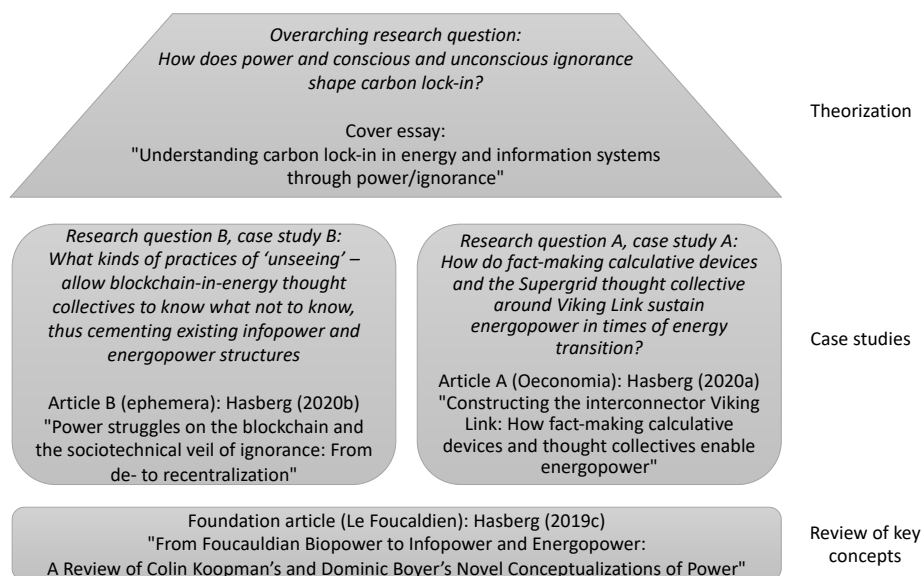 Overarching research question:
How does power and conscious and unconscious ignorance
shape carbon lock-in?
Cover essay:
"Understanding carbon lock-in in energy and information systems
through power/ignorance"
Theorization
Research question B, case study B:
What kinds of practices of ‘unseeing’ –
allow blockchain-in-energy thought
collectives to know what not to know,
thus cementing existing infopower and
energopower structures
Article B (ephemera): Hasberg (2020b)
"Power struggles on the blockchain and
the sociotechnical veil of ignorance: From
de- to recentralization"
Research question A, case study A:
How do fact-making calculative devices
and the Supergrid thought collective
around Viking Link sustain
energopower in times of energy
transition?
Article A (Oeconomia): Hasberg (2020a)
"Constructing the interconnector Viking
Link: How fact-making calculative
devices and thought collectives enable
energopower"
Case studies
Foundation article (Le Foucaldien): Hasberg (2019c)
"From Foucauldian Biopower to Infopower and Energopower:
A Review of Colin Koopman’s and Dominic Boyer’s Novel Conceptualizations of Power"
Review of key
concepts